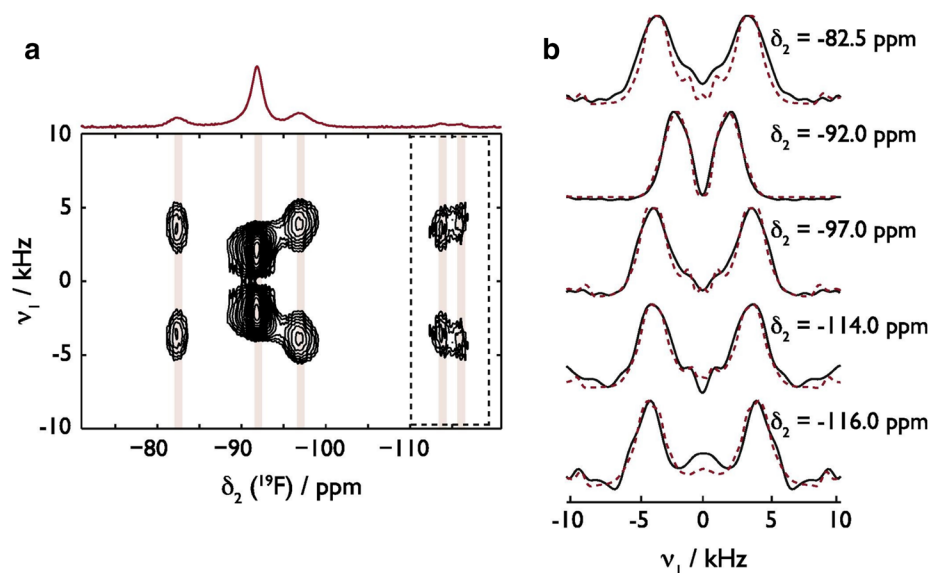 a
10
5
0
-5
-10
ν₁ / kHz
−80
−90
−100
−110
δ₂ (¹⁹F) / ppm
b
δ₂ = -82.5 ppm
δ₂ = -92.0 ppm
δ₂ = -97.0 ppm
δ₂ = -114.0 ppm
δ₂ = -116.0 ppm
-10
-5
0
5
10
ν₁ / kHz